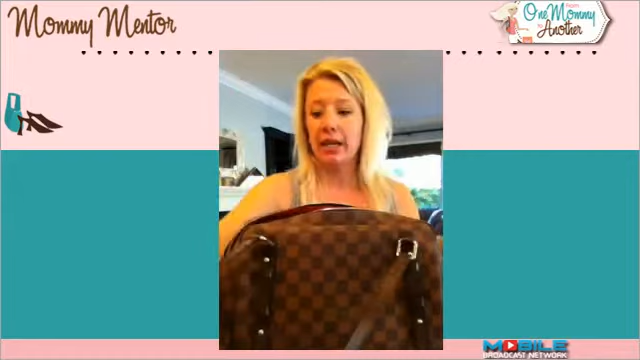 Mommy Mentor
from
One Mommy
to
Another
MOBILE
BROADCAST NETWORK